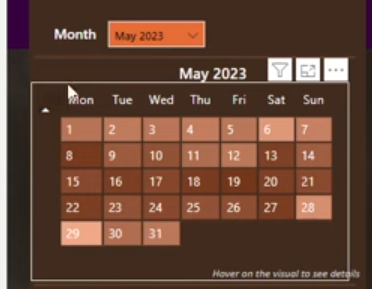 Month May 2023
May 2023
Mon Tue Wed Thu Fri Sat Sun
1 2 3 4 5 6 7
8 9 10 11 12 13 14
15 16 17 18 19 20 21
22 23 24 25 26 27 28
29 30 31
Hover on the visual to see details